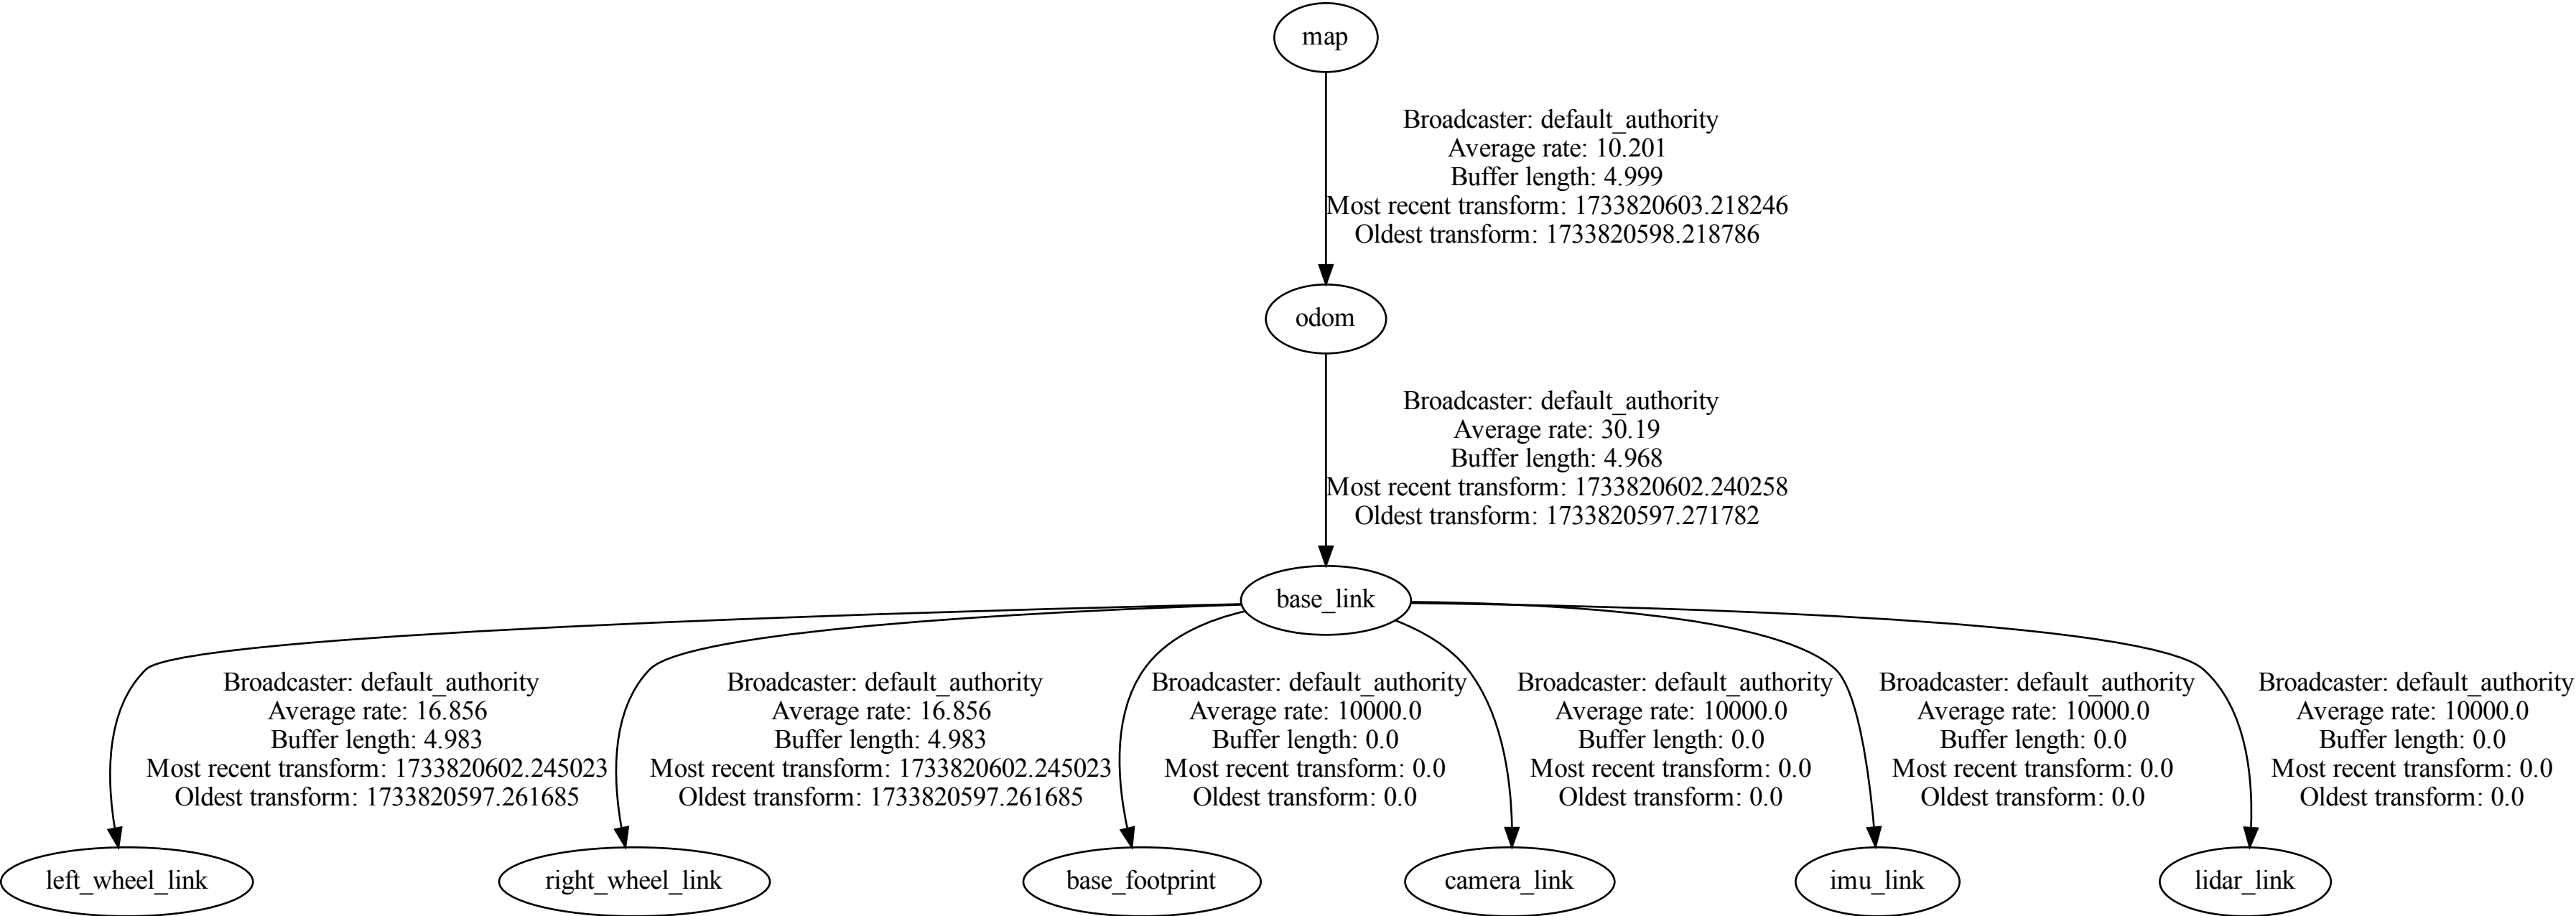 map
Broadcaster: default_authority
Average rate: 10.201
Buffer length: 4.999
Most recent transform: 1733820603.218246
Oldest transform: 1733820598.218786
odom
Broadcaster: default_authority
Average rate: 30.19
Buffer length: 4.968
Most recent transform: 1733820602.240258
Oldest transform: 1733820597.271782
base_link
Broadcaster: default_authority
Average rate: 16.856
Buffer length: 4.983
Most recent transform: 1733820602.245023
Oldest transform: 1733820597.261685
Broadcaster: default_authority
Average rate: 16.856
Buffer length: 4.983
Most recent transform: 1733820602.245023
Oldest transform: 1733820597.261685
Broadcaster: default_authority
Average rate: 10000.0
Buffer length: 0.0
Most recent transform: 0.0
Oldest transform: 0.0
Broadcaster: default_authority
Average rate: 10000.0
Buffer length: 0.0
Most recent transform: 0.0
Oldest transform: 0.0
Broadcaster: default_authority
Average rate: 10000.0
Buffer length: 0.0
Most recent transform: 0.0
Oldest transform: 0.0
Broadcaster: default_authority
Average rate: 10000.0
Buffer length: 0.0
Most recent transform: 0.0
Oldest transform: 0.0
left_wheel_link
right_wheel_link
base_footprint
camera_link
imu_link
lidar_link